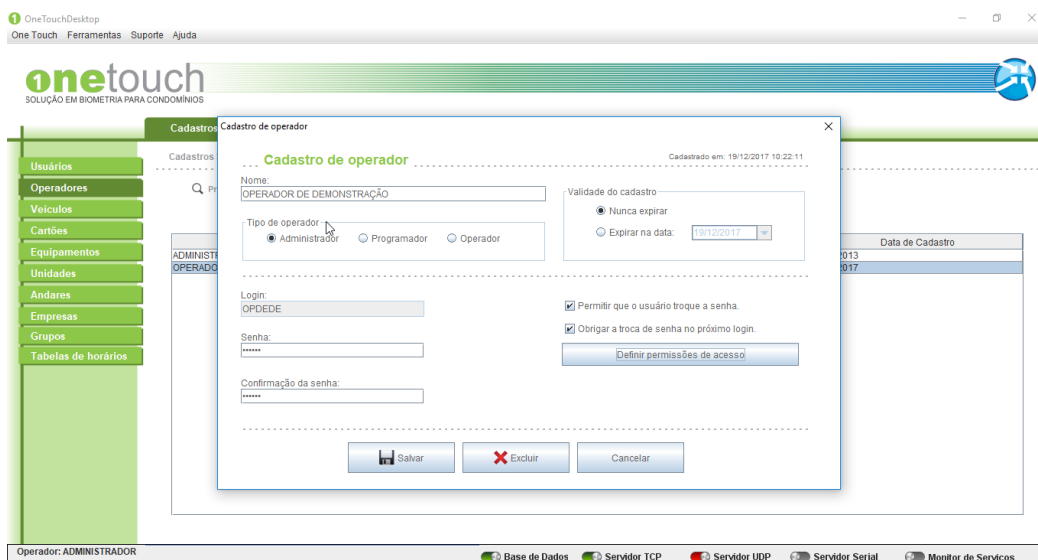 OneTouchDesktop
One Touch Ferramentas Suporte Ajuda
onetouch
SOLUÇÃO EM BIOMETRIA PARA CONDOMÍNIOS
Cadastros
Cadastro de operador
Cadastros
Cadastro de operador
Cadastrado em: 19/12/2017 10:22:11
Usuários
Operadores
Veículos
Cartões
Equipamentos
Unidades
Andares
Empresas
Grupos
Tabelas de horários
Nome:
OPERADOR DE DEMONSTRAÇÃO
Tipo de operador
Administrador Programador Operador
Validade do cadastro
Nunca expirar
Expirar na data: 19/12/2017
Data de Cadastro
ADMINISTR 2013
OPERADO 2017
Login:
OPDEDE
Senha:
••••••
Confirmação da senha:
••••••
Permitir que o usuário troque a senha.
Obrigar a troca de senha no próximo login.
Definir permissões de acesso
Salvar Excluir Cancelar
Operador: ADMINISTRADOR
Base de Dados Servidor TCP Servidor UDP Servidor Serial Monitor de Serviços